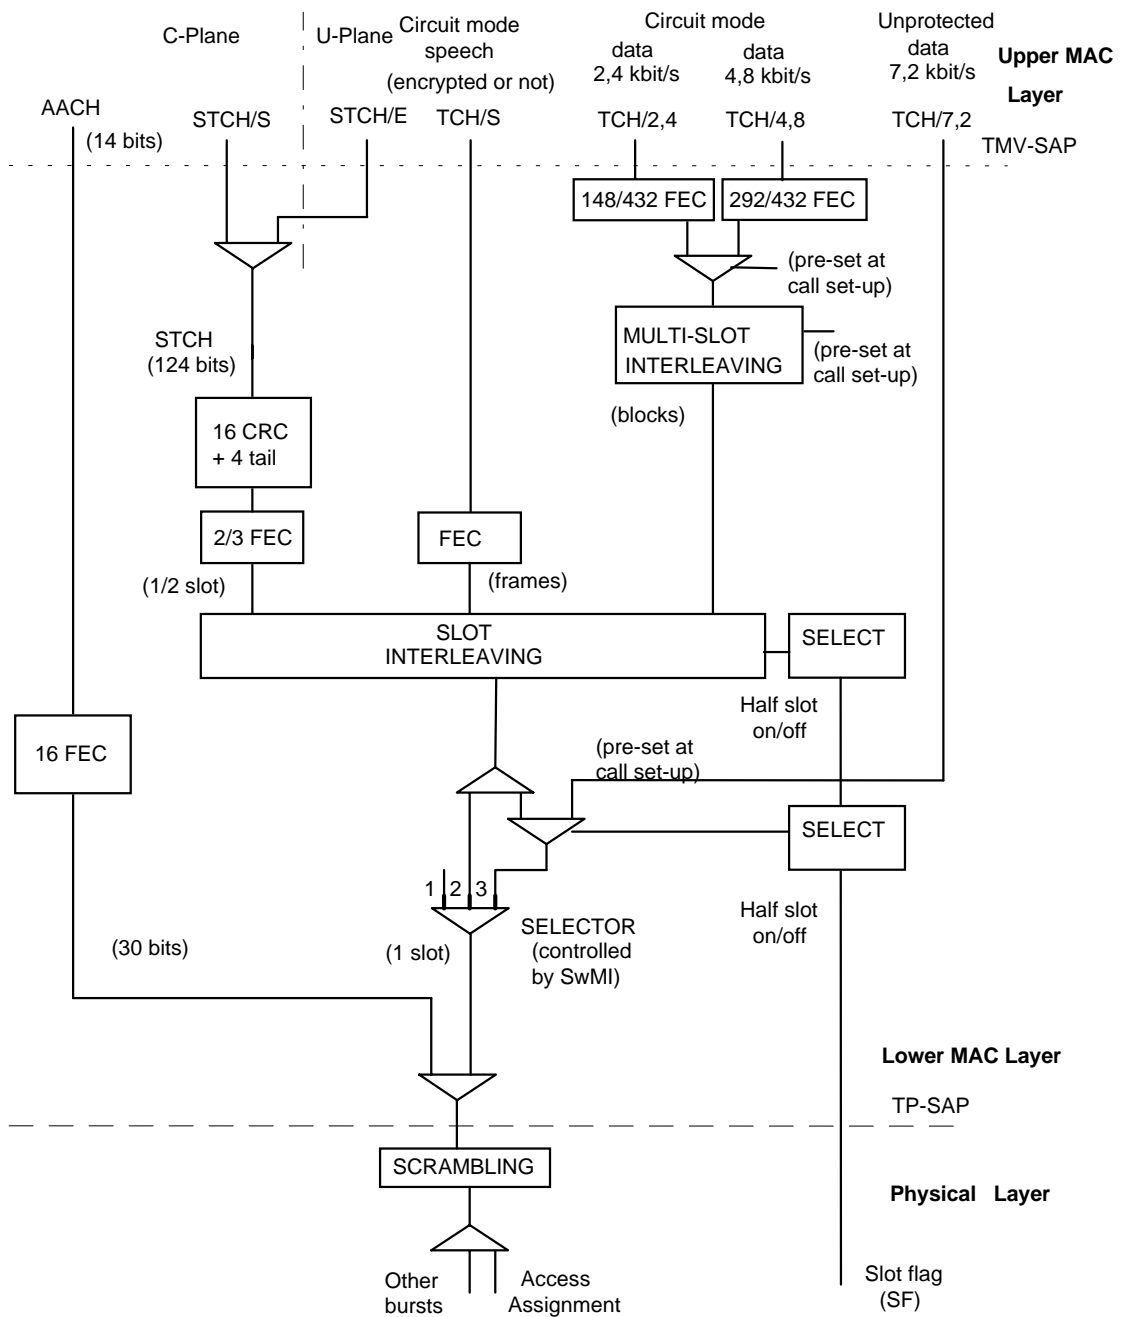 C-Plane
U-Plane
Circuit mode
speech
(encrypted or not)
Circuit mode
data
2,4 kbit/s
data
4,8 kbit/s
Unprotected
data
7,2 kbit/s
Upper MAC
Layer
AACH
(14 bits)
STCH/S
STCH/E
TCH/S
TCH/2,4
TCH/4,8
TCH/7,2
TMV-SAP
148/432 FEC
292/432 FEC
(pre-set at
call set-up)
MULTI-SLOT
INTERLEAVING
(pre-set at
call set-up)
STCH
(124 bits)
(blocks)
16 CRC
+ 4 tail
2/3 FEC
FEC
(1/2 slot)
(frames)
SLOT
INTERLEAVING
SELECT
Half slot
on/off
16 FEC
(pre-set at
call set-up)
SELECT
1
2
3
SELECTOR
(controlled
by SwMI)
Half slot
on/off
(30 bits)
(1 slot)
Lower MAC Layer
TP-SAP
SCRAMBLING
Physical Layer
Other
bursts
Access
Assignment
Slot flag
(SF)